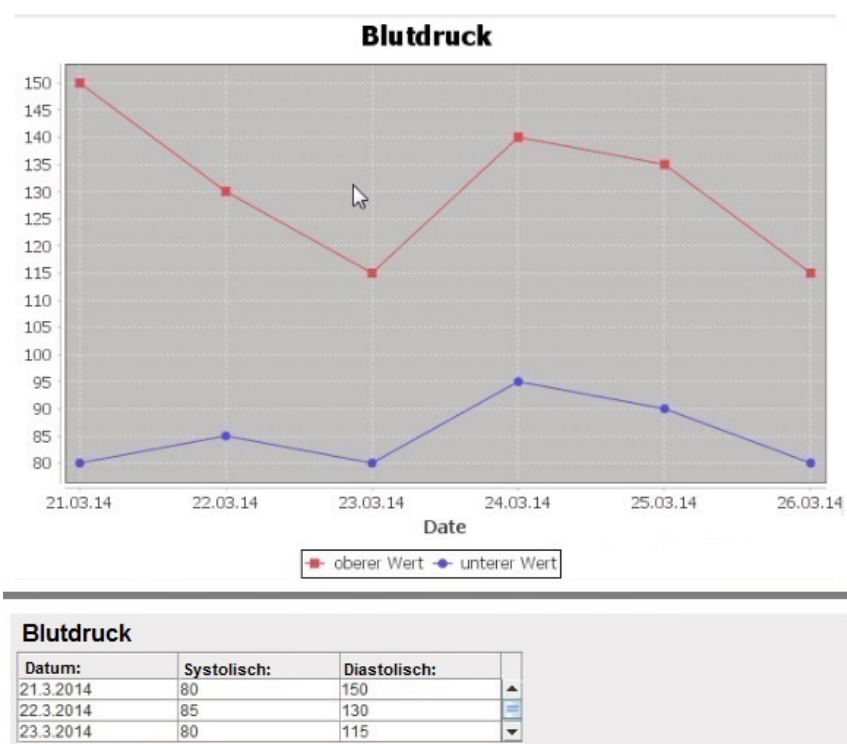 Blutdruck
150
145
140
135
130
125
120
115
110
105
100
95
90
85
80
21.03.14 22.03.14 23.03.14 24.03.14 25.03.14 26.03.14
Date
oberer Wert unterer Wert
Blutdruck
Datum: Systolisch: Diastolisch:
21.3.2014 80 150
22.3.2014 85 130
23.3.2014 80 115